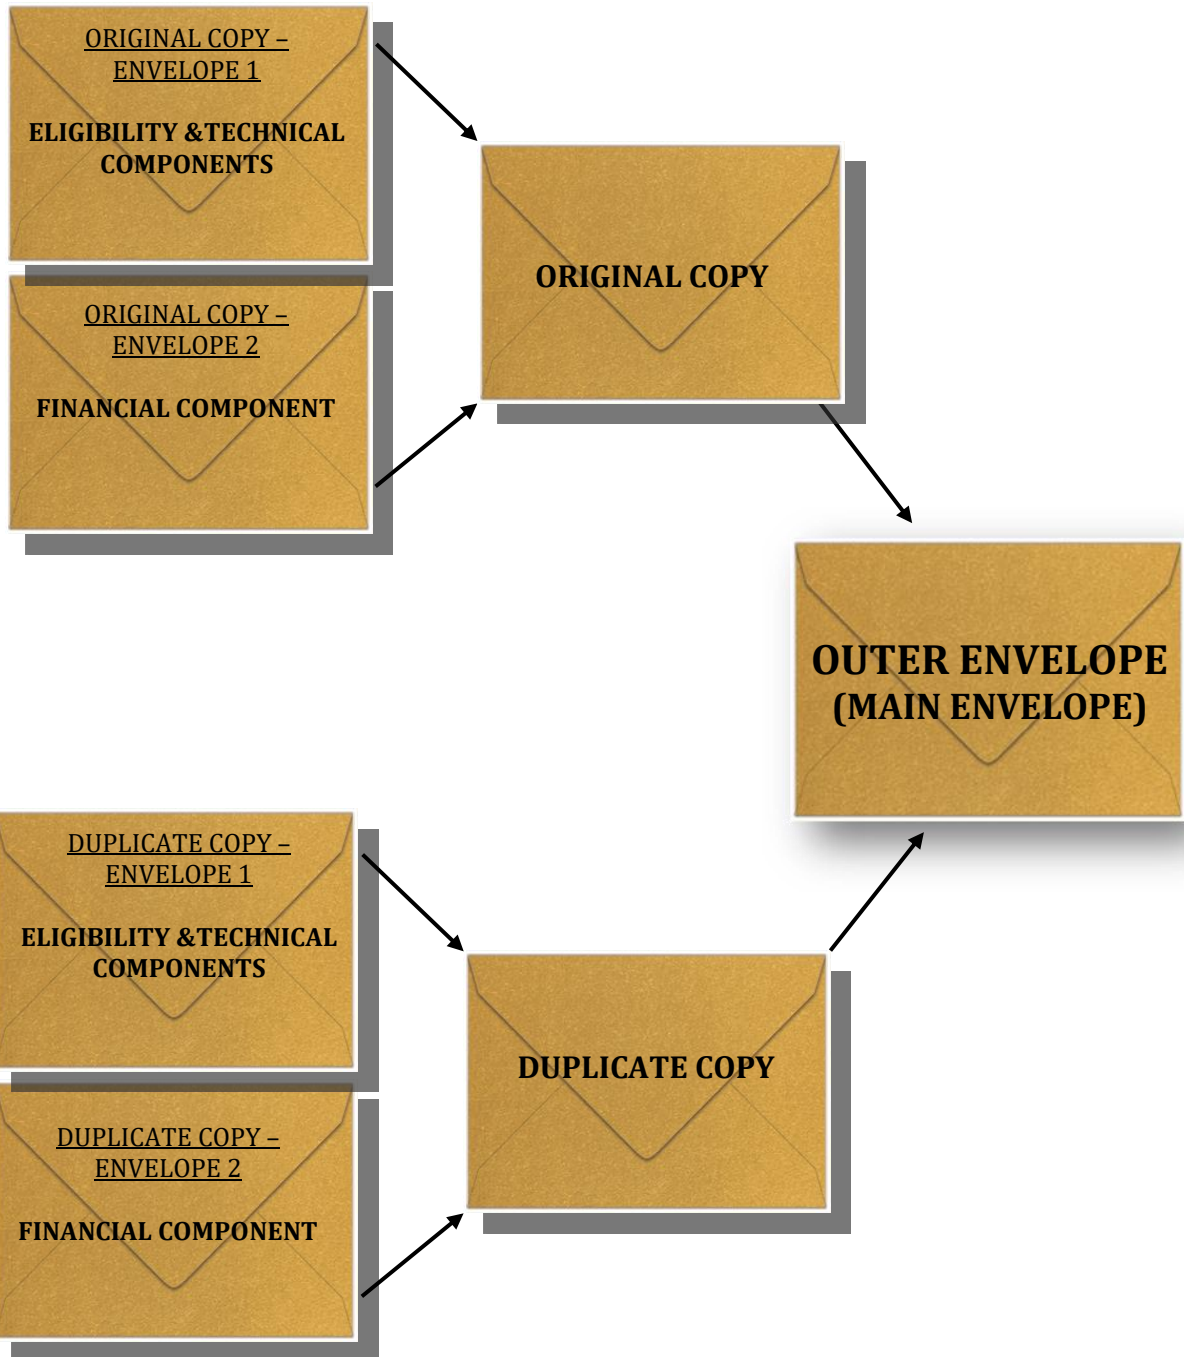 ORIGINAL COPY –
ENVELOPE 1
ELIGIBILITY &TECHNICAL
COMPONENTS
ORIGINAL COPY –
ENVELOPE 2
FINANCIAL COMPONENT
ORIGINAL COPY
OUTER ENVELOPE
(MAIN ENVELOPE)
DUPLICATE COPY –
ENVELOPE 1
ELIGIBILITY &TECHNICAL
COMPONENTS
DUPLICATE COPY –
ENVELOPE 2
FINANCIAL COMPONENT
DUPLICATE COPY